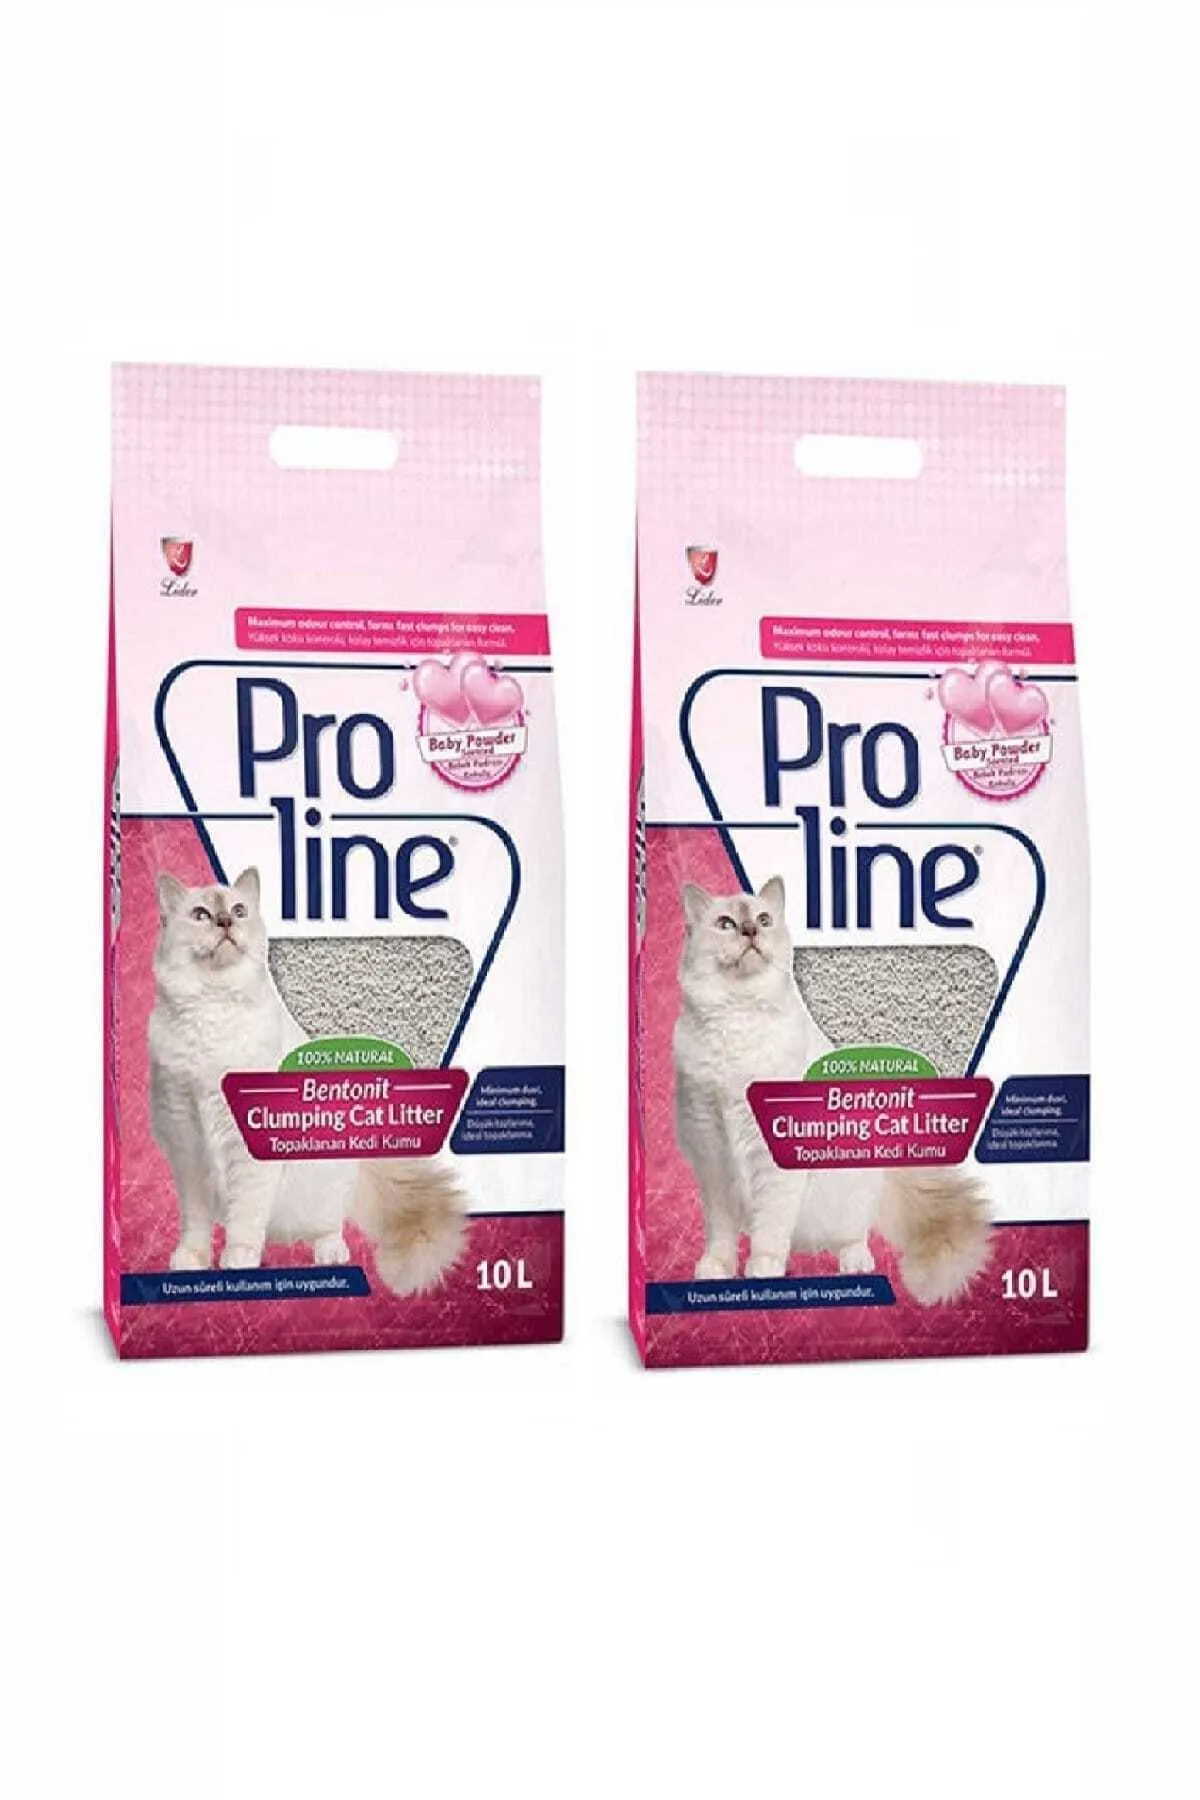 Lider
Maximum odour control, forms fast clumps for easy clean.
Yüksek koku kontrolü, kolay temizlik için topaklanan formül.
Pro
line®
Baby Powder
Scented
Bebek Pudrası
Kokulu
100% NATURAL
Bentonit
Clumping Cat Litter
Topaklanan Kedi Kumu
Minimum dust,
ideal clumping.
Düşük tozlanma,
ideal topaklanma.
Uzun süreli kullanım için uygundur.
10 L
Lider
Maximum odour control, forms fast clumps for easy clean.
Yüksek koku kontrolü, kolay temizlik için topaklanan formül.
Pro
line®
Baby Powder
Scented
Bebek Pudrası
Kokulu
100% NATURAL
Bentonit
Clumping Cat Litter
Topaklanan Kedi Kumu
Minimum dust,
ideal clumping.
Düşük tozlanma,
ideal topaklanma.
Uzun süreli kullanım için uygundur.
10 L